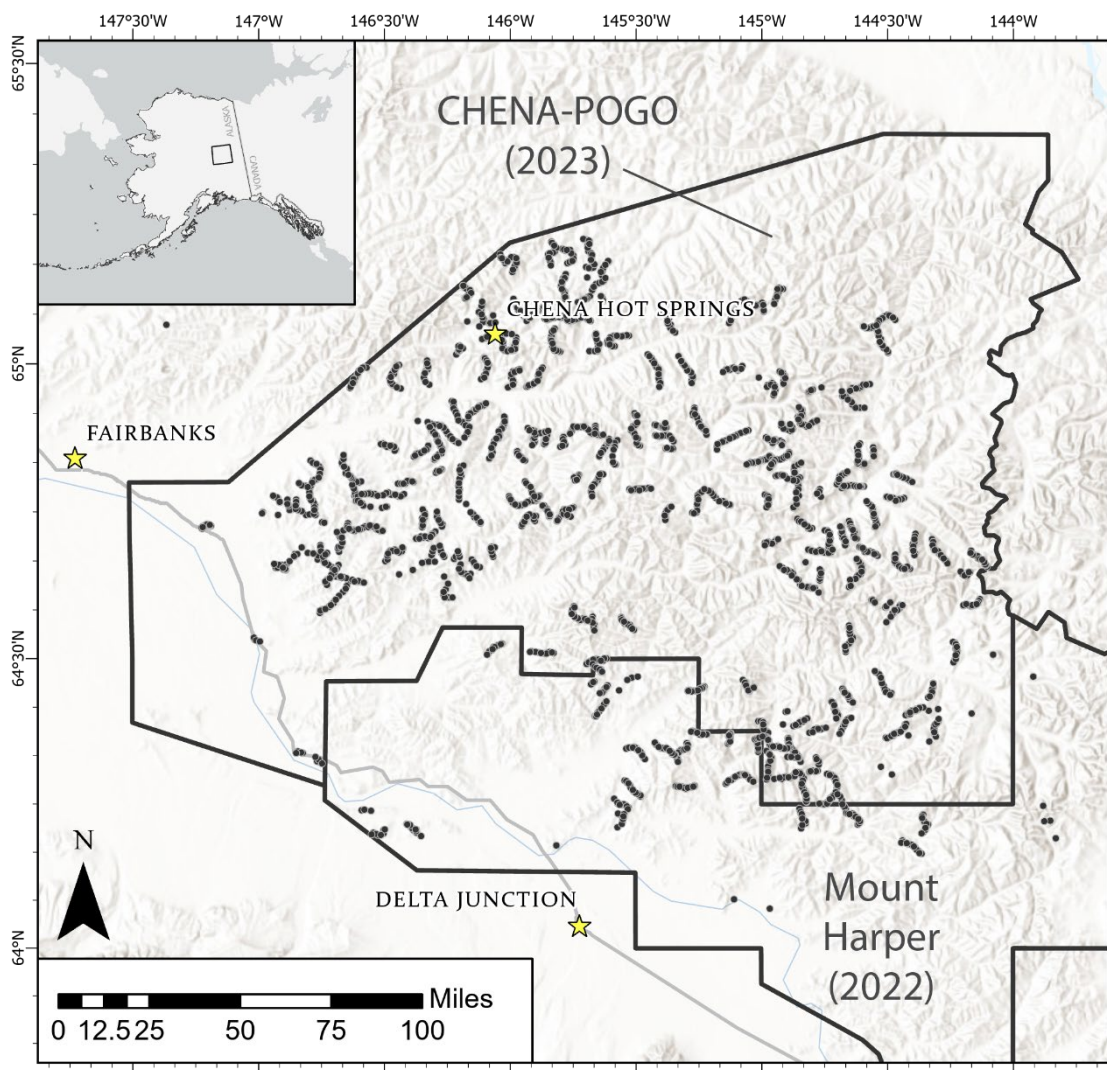 147°30'W 147°W 146°30'W 146°W 145°30'W 145°W 144°30'W 144°W
65°30'N
65°N
64°30'N
64°N
ALASKA
CANADA
CHENA-POGO
(2023)
CHENA HOT SPRINGS
FAIRBANKS
N
DELTA JUNCTION
Mount
Harper
(2022)
Miles
0 12.5 25 50 75 100